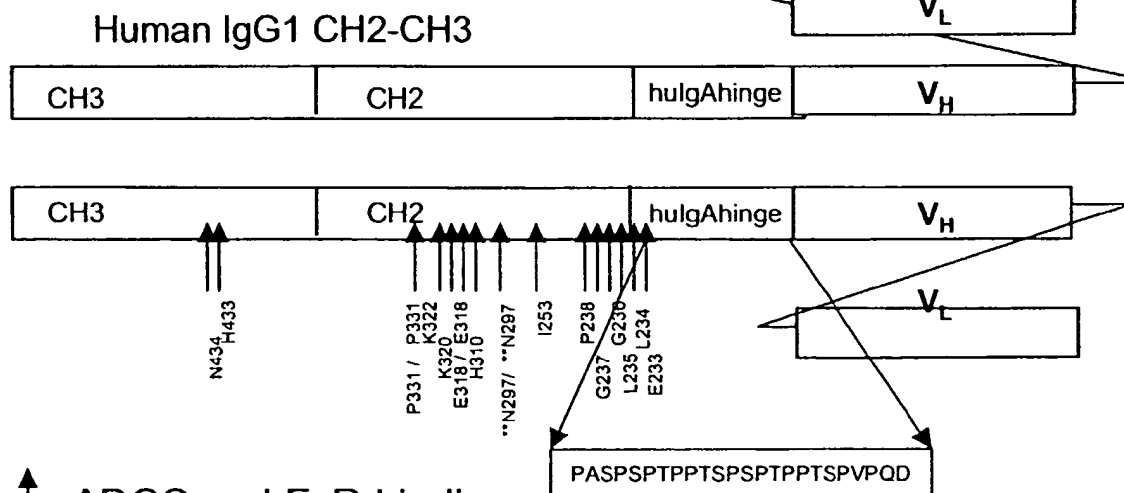 V_L
Human IgG1 CH2-CH3
CH3 CH2 huIgAhinge V_H
CH3 CH2 huIgAhinge V_H
N434
H433
P331 / P331
K322
K320
E318 / E318
H310
**N297/ **N297
I253
P238
G237
G236
L235
L234
E233
V_L
PASPSPTPPTSPSPTPPTSPVPQD